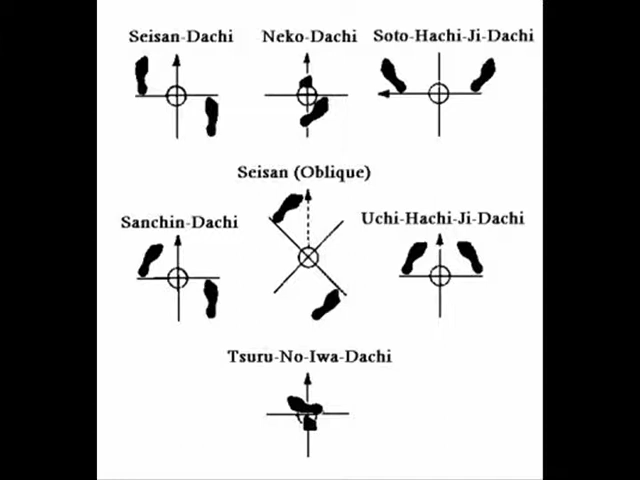 Seisan-Dachi
Neko-Dachi
Soto-Hachi-Ji-Dachi
Seisan (Oblique)
Sanchin-Dachi
Uchi-Hachi-Ji-Dachi
Tsuru-No-Iwa-Dachi